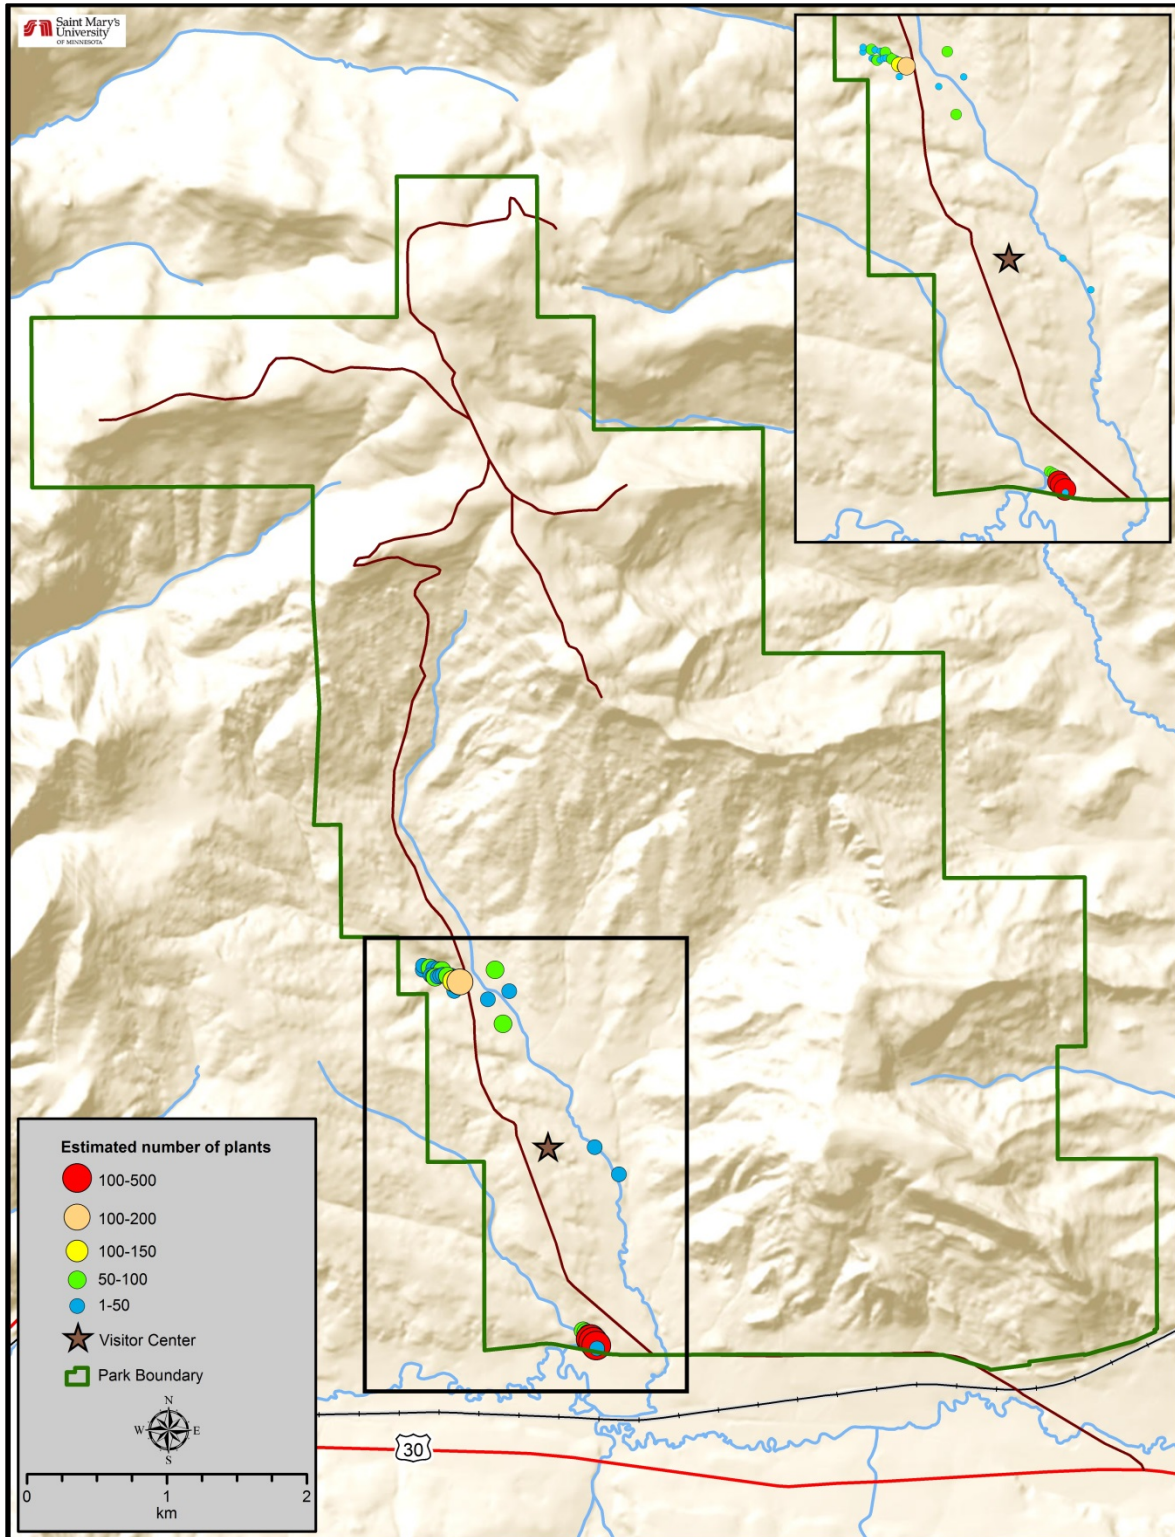 Saint Mary's
University
OF MINNESOTA
Estimated number of plants
100-500
100-200
100-150
50-100
1-50
Visitor Center
Park Boundary
N
W E
S
0 1 2
km
30